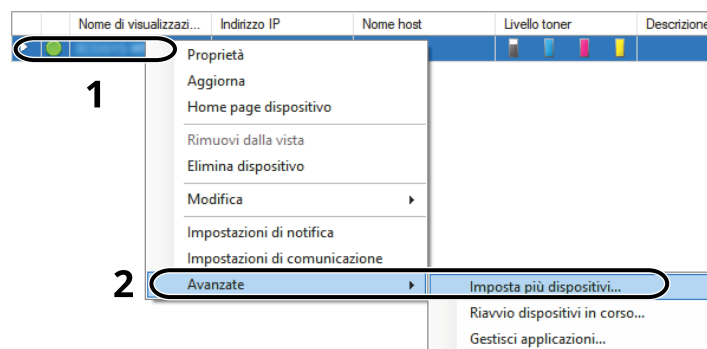 Nome di visualizzazi... Indirizzo IP Nome host Livello toner Descrizione
1
Proprietà
Aggiorna
Home page dispositivo
Rimuovi dalla vista
Elimina dispositivo
Modifica
Impostazioni di notifica
Impostazioni di comunicazione
2 Avanzate Imposta più dispositivi...
Riavvio dispositivi in corso...
Gestisci applicazioni...